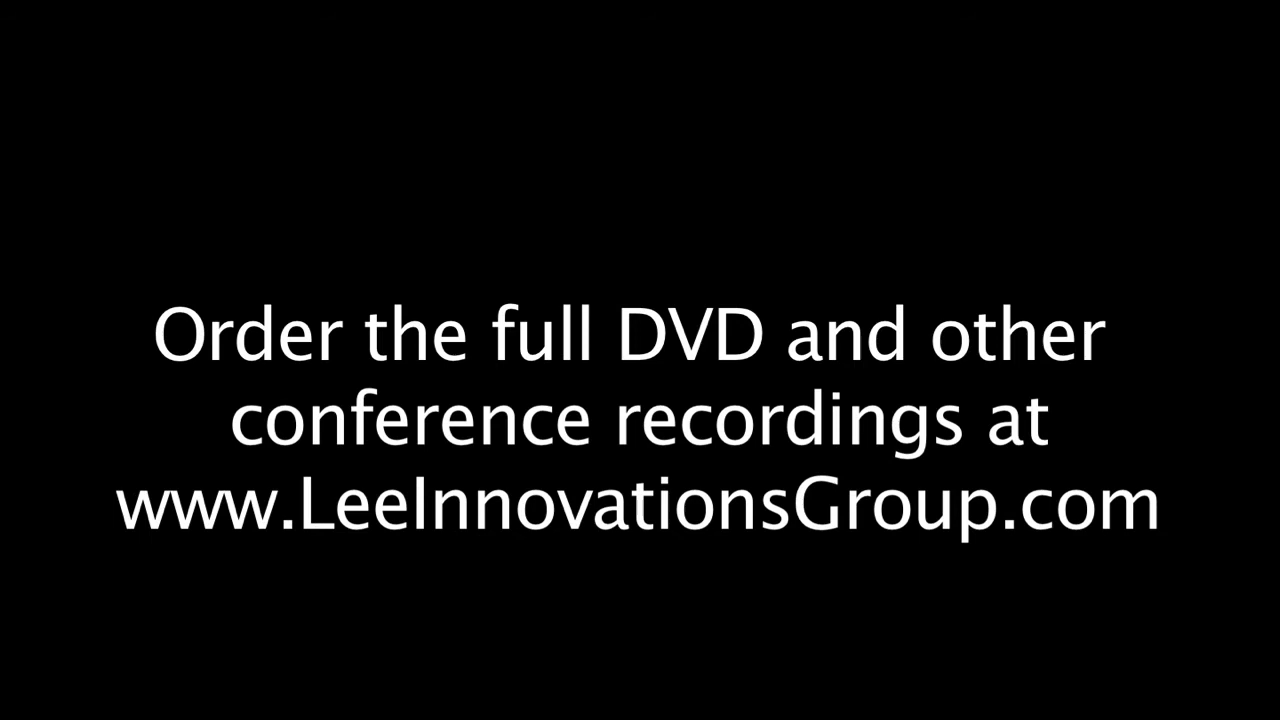 Order the full DVD and other
conference recordings at
www.LeeInnovationsGroup.com